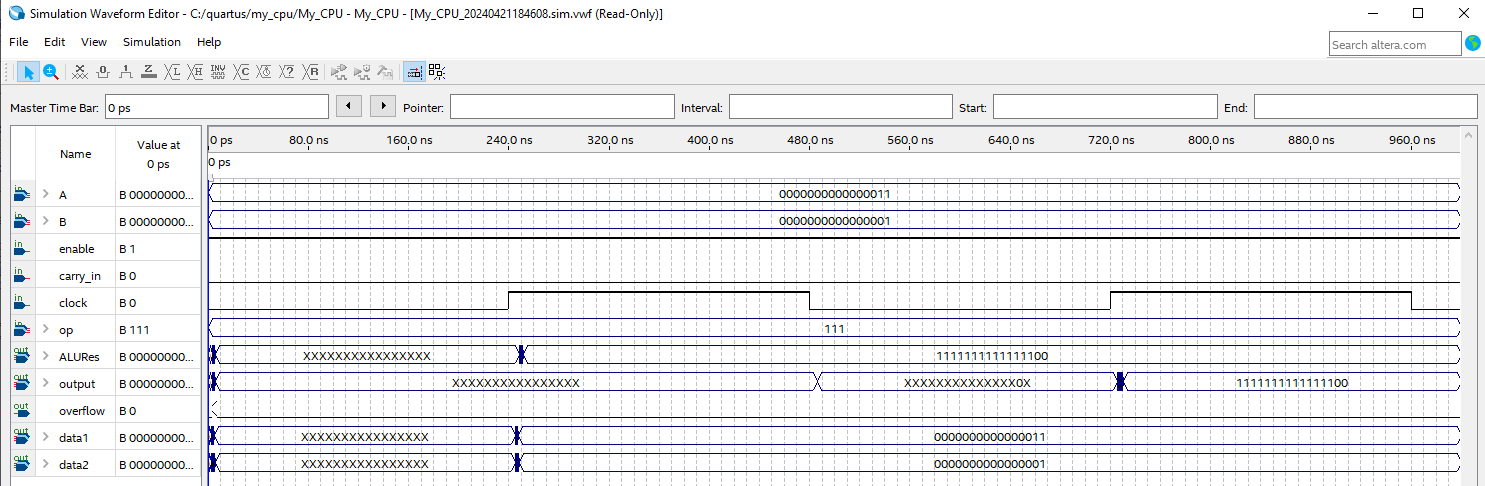 Simulation Waveform Editor - C:/quartus/my_cpu/My_CPU - My_CPU - [My_CPU_20240421184608.sim.vwf (Read-Only)]
File Edit View Simulation Help
Search altera.com
Master Time Bar: 0 ps Pointer: Interval: Start: End:
Name Value at 0 ps
0 ps 80.0 ns 160.0 ns 240.0 ns 320.0 ns 400.0 ns 480.0 ns 560.0 ns 640.0 ns 720.0 ns 800.0 ns 880.0 ns 960.0 ns
0 ps
in A B 00000000... 0000000000000011
in B B 00000000... 0000000000000001
in enable B 1
in carry_in B 0
in clock B 0
in op B 111 111
out ALURes B 00000000... XXXXXXXXXXXXXXXX 1111111111111100
out output B 00000000... XXXXXXXXXXXXXXXX XXXXXXXXXXXXXX0X 1111111111111100
out overflow B 0
out data1 B 00000000... XXXXXXXXXXXXXXXX 0000000000000011
out data2 B 00000000... XXXXXXXXXXXXXXXX 0000000000000001